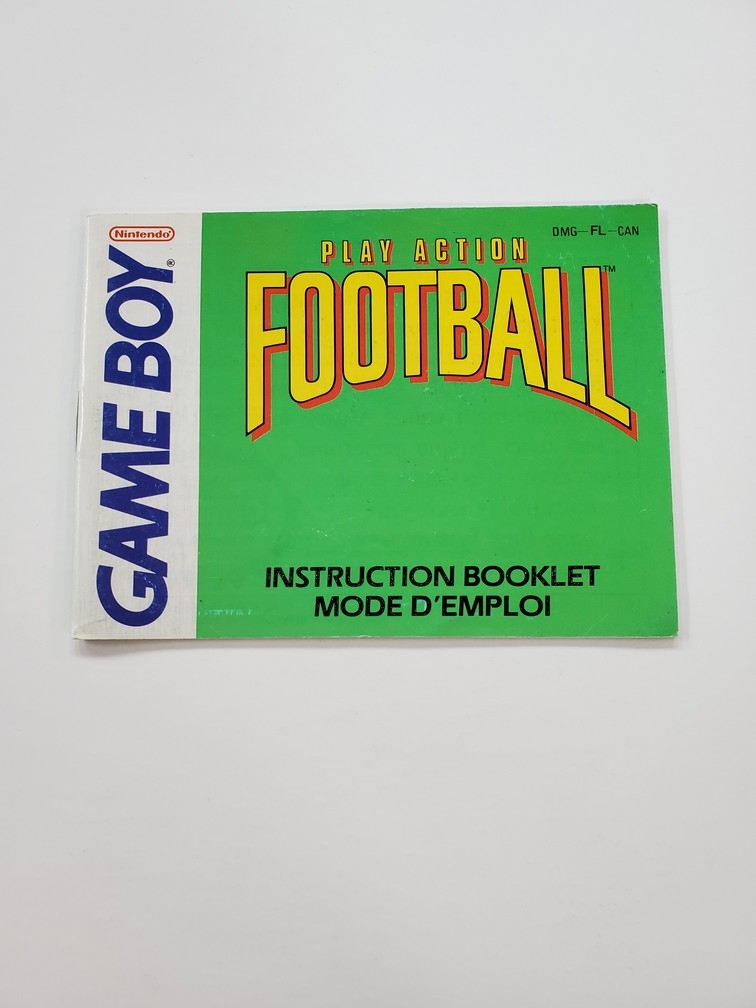 Nintendo®
GAME BOY®
DMG-FL-CAN
PLAY ACTION
FOOTBALL™
INSTRUCTION BOOKLET
MODE D'EMPLOI